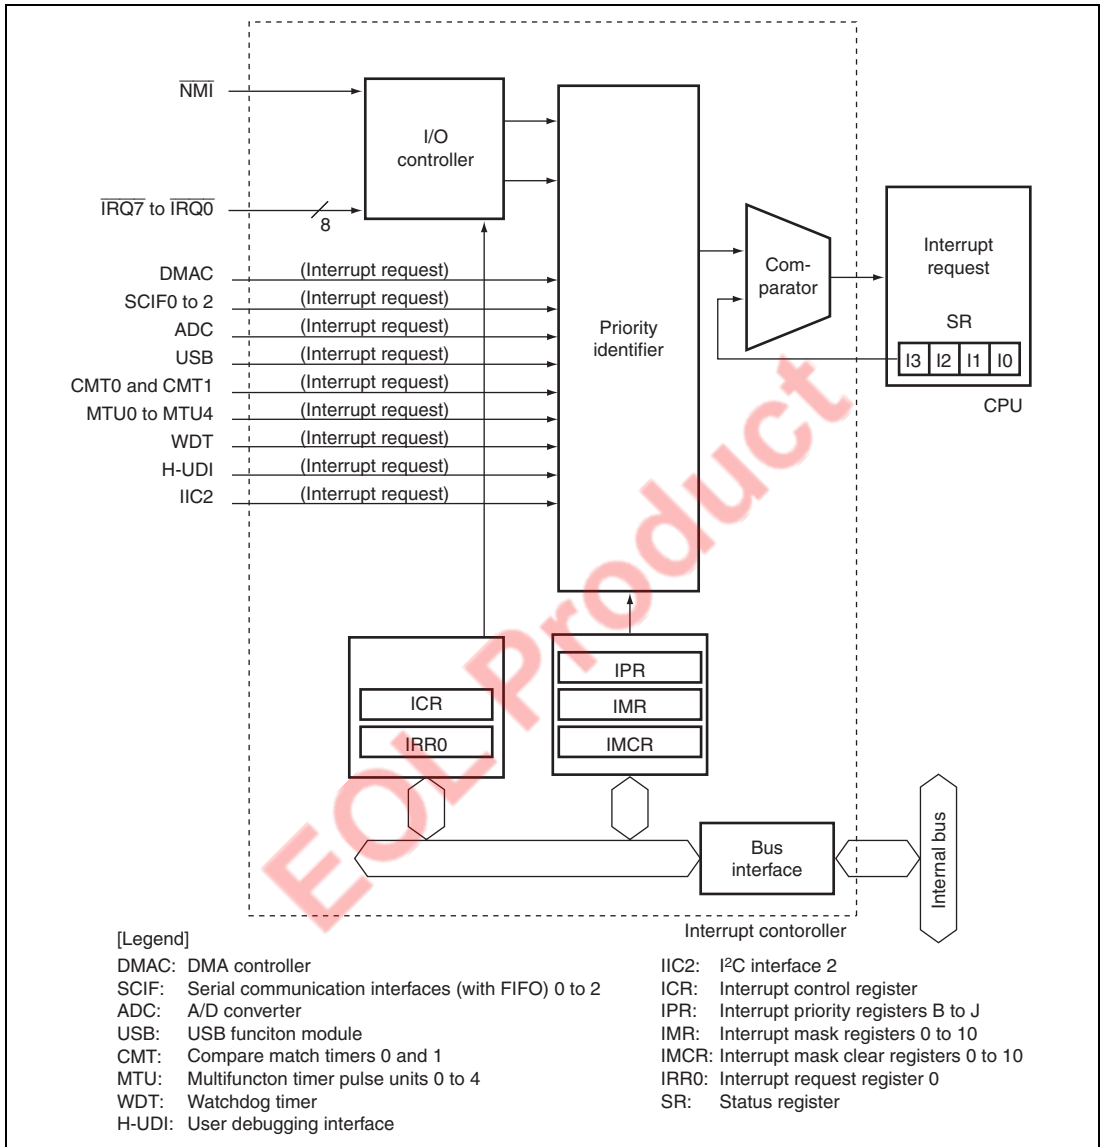 N̅M̅I̅
I/O
controller
I̅R̅Q̅7̅ to I̅R̅Q̅0̅
8
DMAC (Interrupt request)
SCIF0 to 2 (Interrupt request)
ADC (Interrupt request)
USB (Interrupt request)
CMT0 and CMT1 (Interrupt request)
MTU0 to MTU4 (Interrupt request)
WDT (Interrupt request)
H-UDI (Interrupt request)
IIC2 (Interrupt request)
Priority
identifier
Com-
parator
Interrupt
request
SR
I3 I2 I1 I0
CPU
ICR
IRR0
IPR
IMR
IMCR
Bus
interface
Internal bus
Interrupt contoroller
EOL Product
[Legend]
DMAC: DMA controller
SCIF: Serial communication interfaces (with FIFO) 0 to 2
ADC: A/D converter
USB: USB funciton module
CMT: Compare match timers 0 and 1
MTU: Multifuncton timer pulse units 0 to 4
WDT: Watchdog timer
H-UDI: User debugging interface
IIC2: I²C interface 2
ICR: Interrupt control register
IPR: Interrupt priority registers B to J
IMR: Interrupt mask registers 0 to 10
IMCR: Interrupt mask clear registers 0 to 10
IRR0: Interrupt request register 0
SR: Status register